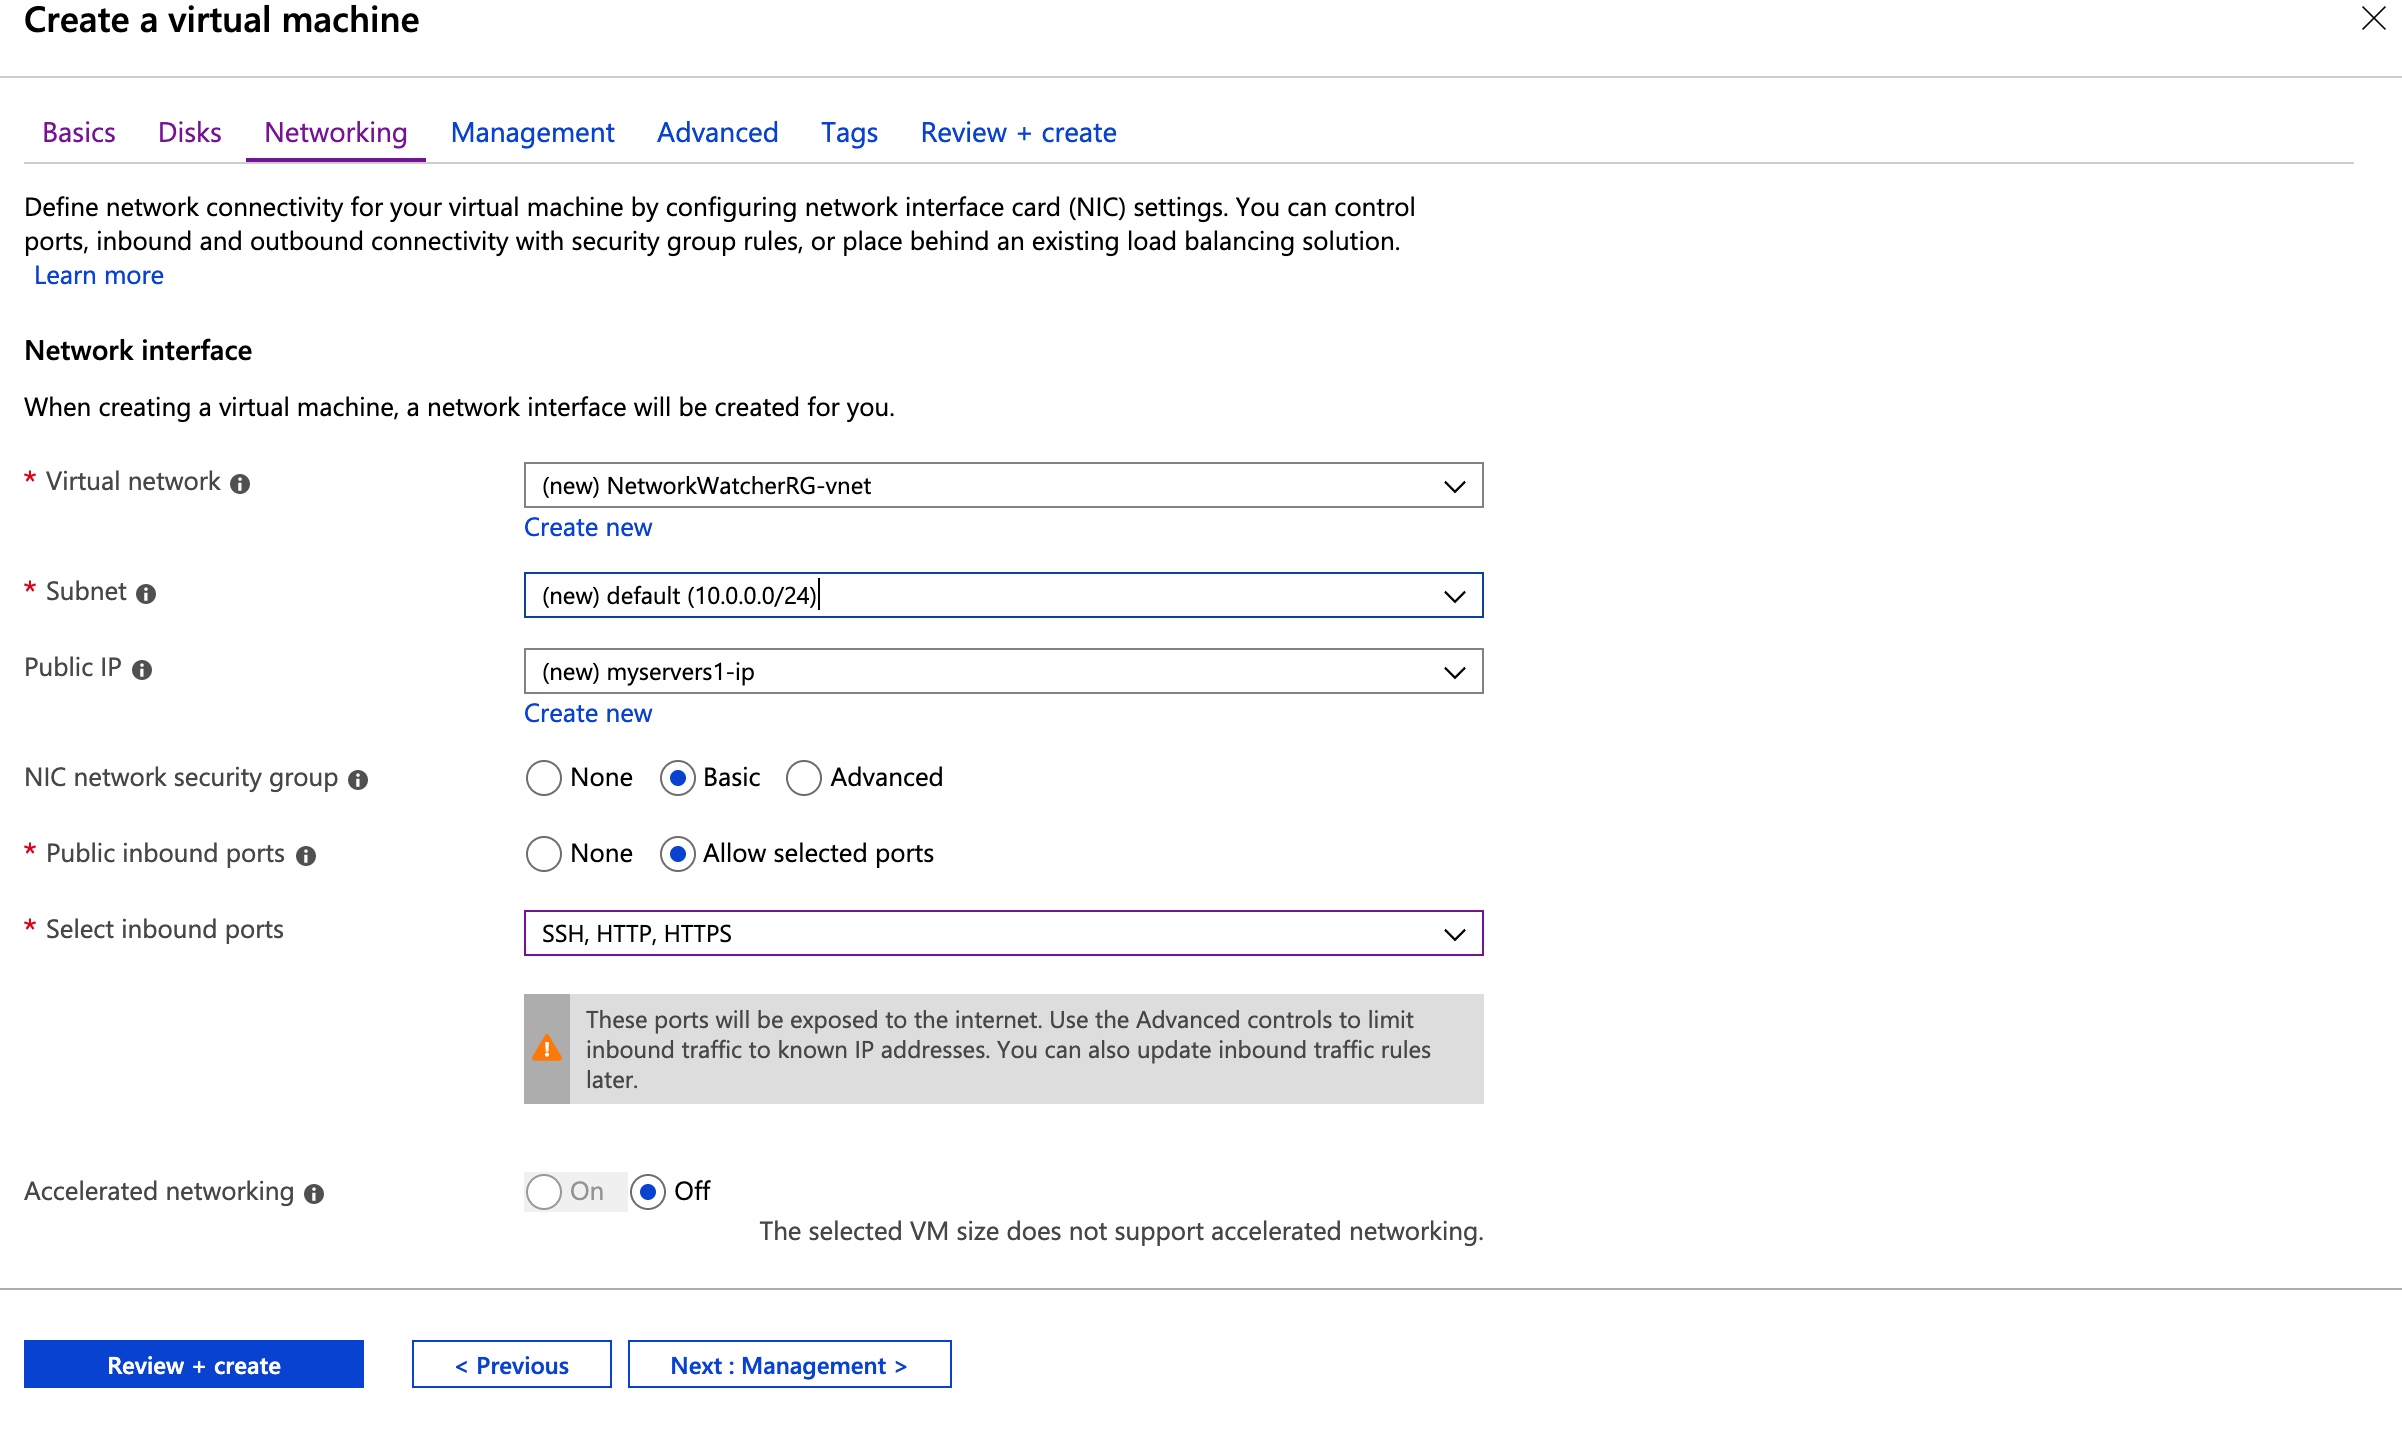 Create a virtual machine
Basics Disks Networking Management Advanced Tags Review + create
Define network connectivity for your virtual machine by configuring network interface card (NIC) settings. You can control
ports, inbound and outbound connectivity with security group rules, or place behind an existing load balancing solution.
Learn more
Network interface
When creating a virtual machine, a network interface will be created for you.
* Virtual network
(new) NetworkWatcherRG-vnet
Create new
* Subnet
(new) default (10.0.0.0/24)
Public IP
(new) myservers1-ip
Create new
NIC network security group
None Basic Advanced
* Public inbound ports
None Allow selected ports
* Select inbound ports
SSH, HTTP, HTTPS
These ports will be exposed to the internet. Use the Advanced controls to limit
inbound traffic to known IP addresses. You can also update inbound traffic rules
later.
Accelerated networking
On Off
The selected VM size does not support accelerated networking.
Review + create
< Previous
Next : Management >